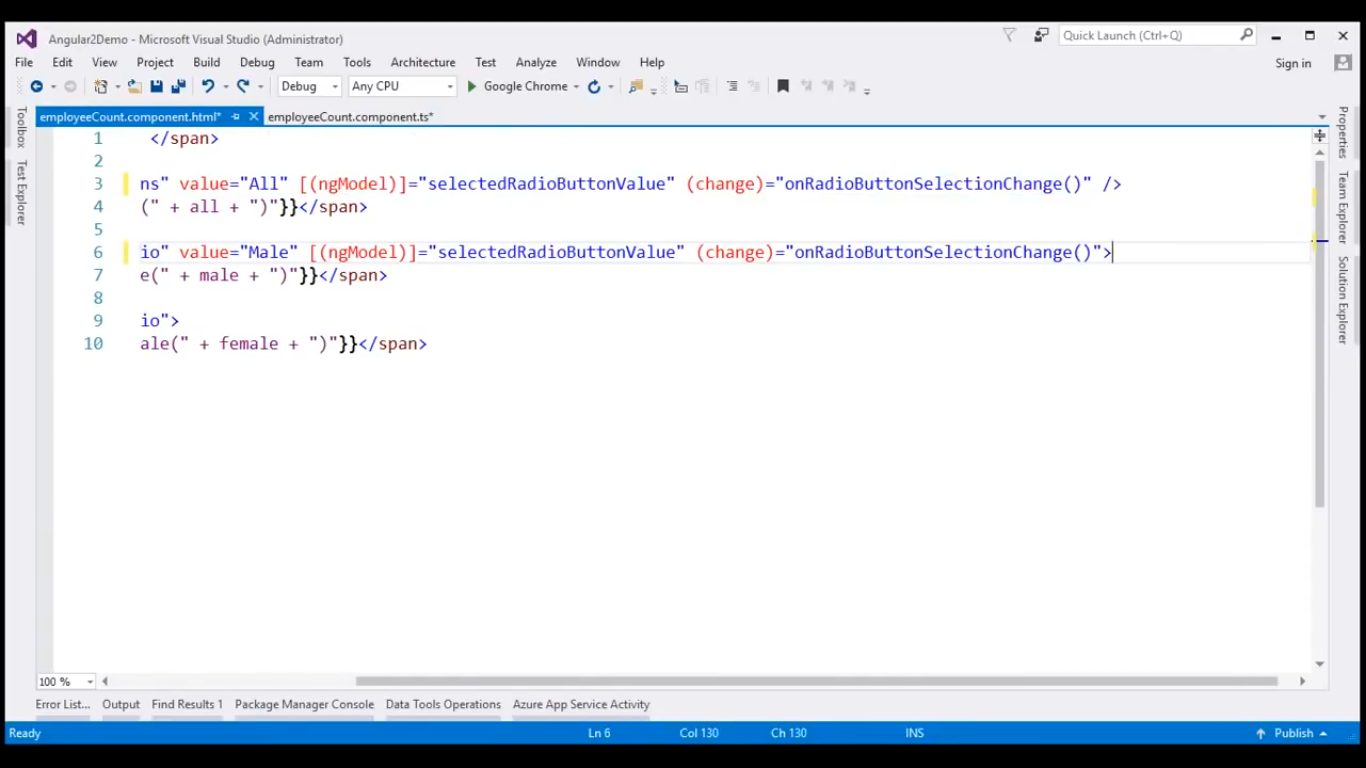 Angular2Demo - Microsoft Visual Studio (Administrator)
Quick Launch (Ctrl+Q)
File Edit View Project Build Debug Team Tools Architecture Test Analyze Window Help
Sign in
Debug Any CPU Google Chrome
employeeCount.component.html* employeeCount.component.ts*
Toolbox
Test Explorer
Properties
Team Explorer
Solution Explorer
1 </span>
2
3 ns" value="All" [(ngModel)]="selectedRadioButtonValue" (change)="onRadioButtonSelectionChange()" />
4 (" + all + ")"}}</span>
5
6 io" value="Male" [(ngModel)]="selectedRadioButtonValue" (change)="onRadioButtonSelectionChange()">
7 e(" + male + ")"}}</span>
8
9 io">
10 ale(" + female + ")"}}</span>
100 %
Error List... Output Find Results 1 Package Manager Console Data Tools Operations Azure App Service Activity
Ready Ln 6 Col 130 Ch 130 INS Publish